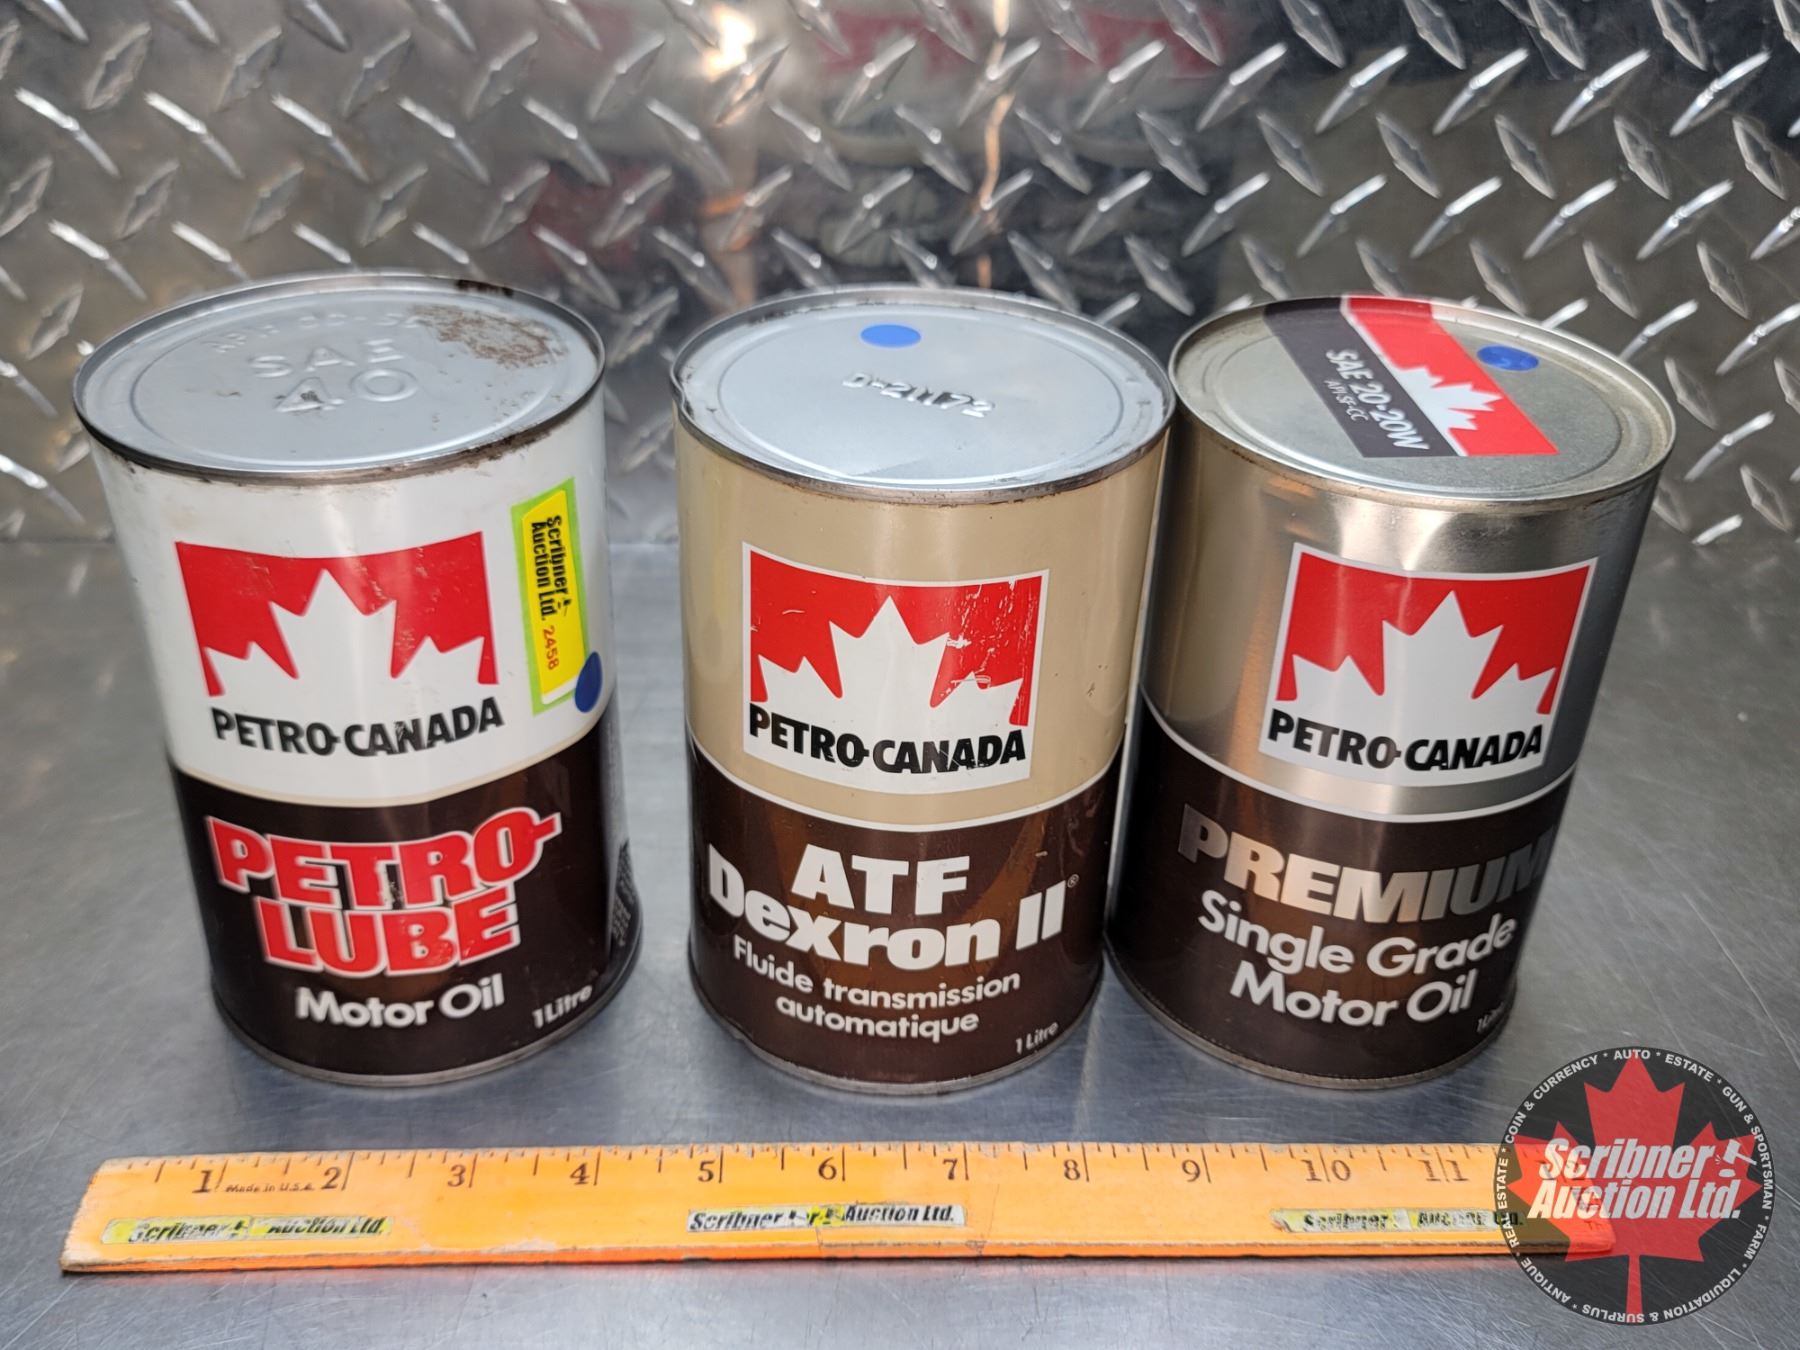 SAE
40
D-21172
SAE 20-20W
API-SF-CC
Scribner
Auction Ltd. 2458
PETRO-CANADA
PETRO-CANADA
PETRO-CANADA
PETRO-
LUBE
Motor Oil
1 Litre
ATF
Dexron II®
Fluide transmission
automatique
1 Litre
PREMIUM
Single Grade
Motor Oil
1 2 3 4 5 6 7 8 9 10 11
Made in U.S.A.
Scribner Auction Ltd.
Scribner Auction Ltd.
Scribner Auction Ltd.
Scribner
Auction Ltd.
ANTIQUE * REAL ESTATE * COIN & CURRENCY * AUTO * ESTATE * GUN & SPORTSMAN * FARM * LIQUIDATION & SURPLUS *